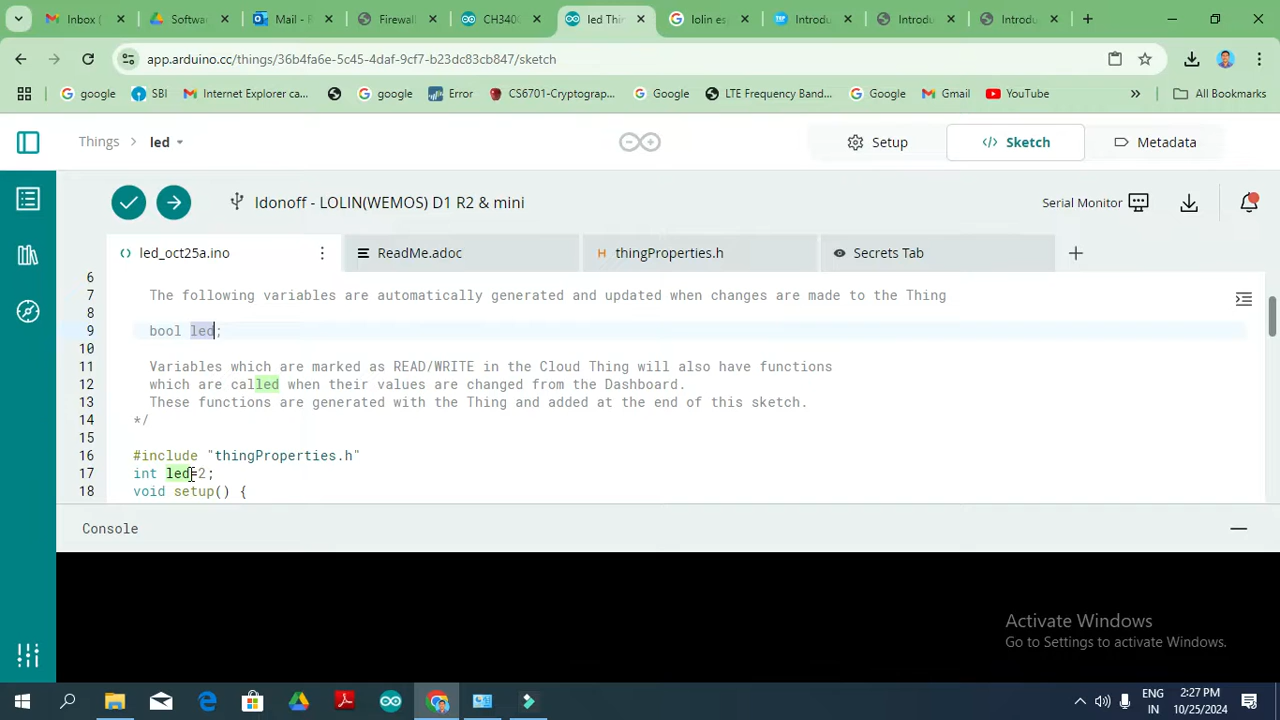 Inbox (
Softwa
Mail - R
Firewall
CH340(
led Thi
lolin es
Introdu
Introdu
Introdu
app.arduino.cc/things/36b4fa6e-5c45-4daf-9cf7-b23dc83cb847/sketch
google
SBI
Internet Explorer ca...
google
Error
CS6701-Cryptograp...
Google
LTE Frequency Band...
Google
Gmail
YouTube
All Bookmarks
Things
led
Setup
</> Sketch
Metadata
Idonoff - LOLIN(WEMOS) D1 R2 & mini
Serial Monitor
led_oct25a.ino
ReadMe.adoc
thingProperties.h
Secrets Tab
6
7 The following variables are automatically generated and updated when changes are made to the Thing
8
9 bool led;
10
11 Variables which are marked as READ/WRITE in the Cloud Thing will also have functions
12 which are called when their values are changed from the Dashboard.
13 These functions are generated with the Thing and added at the end of this sketch.
14 */
15
16 #include "thingProperties.h"
17 int led=2;
18 void setup() {
Console
Activate Windows
Go to Settings to activate Windows.
ENG
IN
2:27 PM
10/25/2024